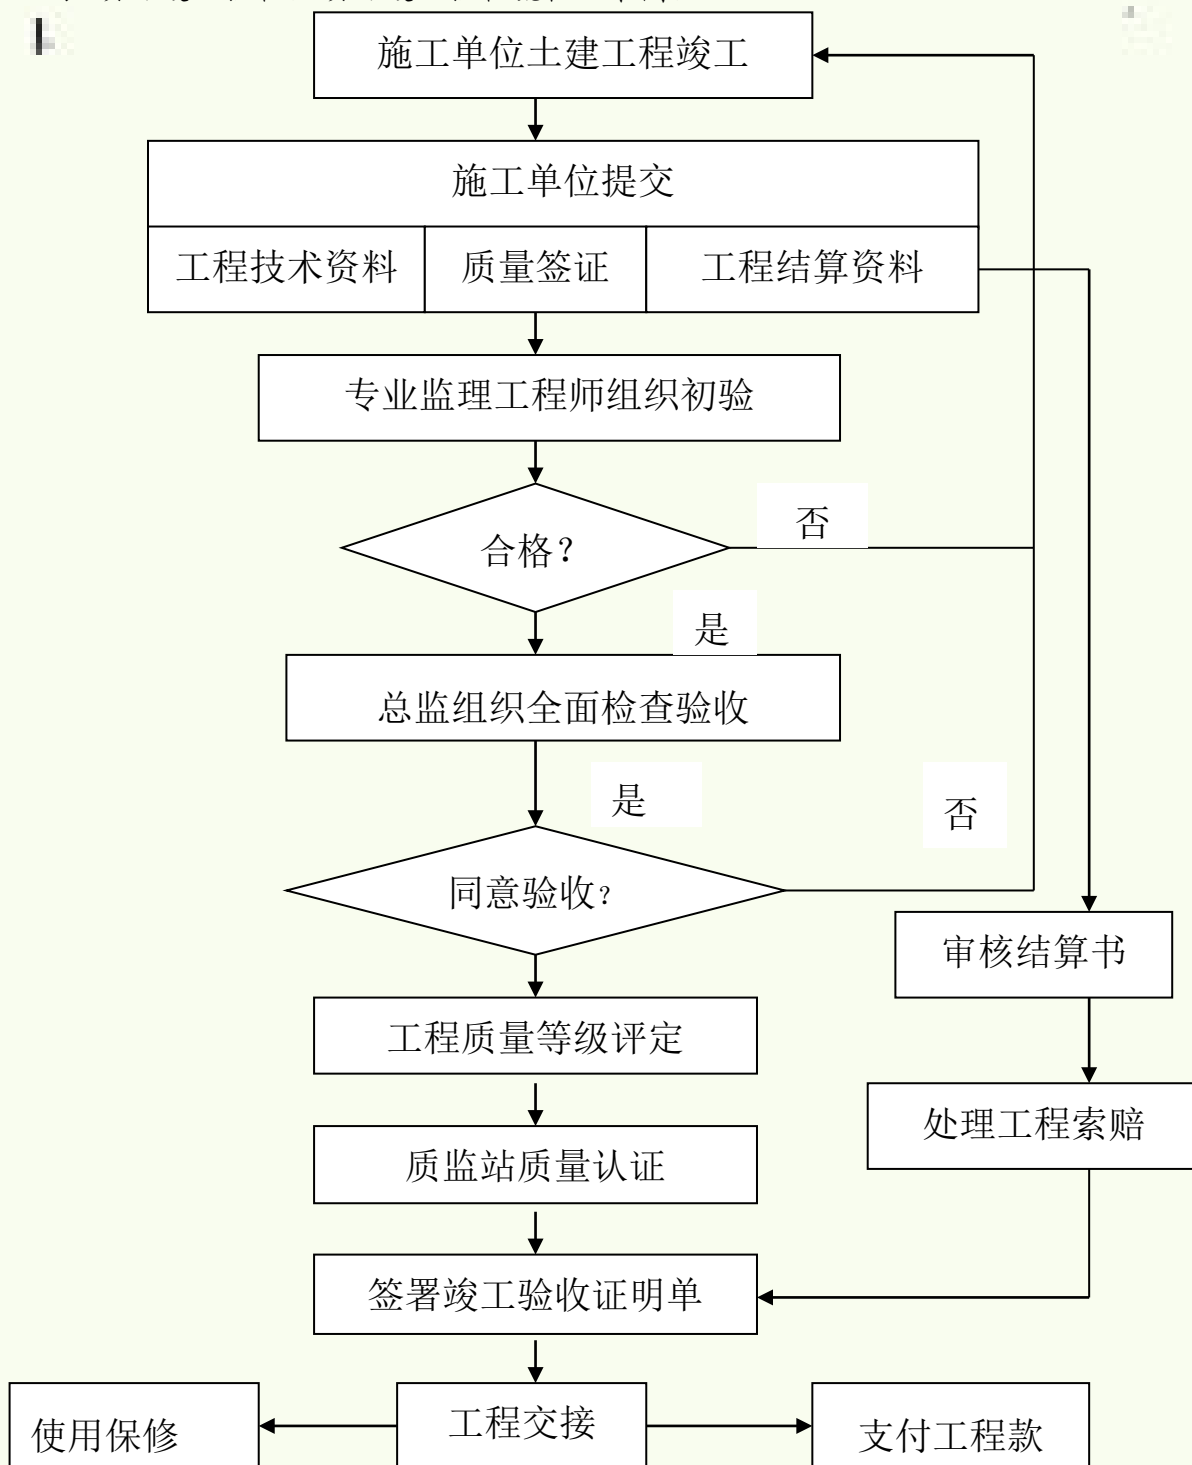 施工单位土建工程竣工
施工单位提交
工程技术资料 质量签证 工程结算资料
专业监理工程师组织初验
合格？
否
是
总监组织全面检查验收
是
否
同意验收？
审核结算书
工程质量等级评定
处理工程索赔
质监站质量认证
签署竣工验收证明单
使用保修 工程交接 支付工程款